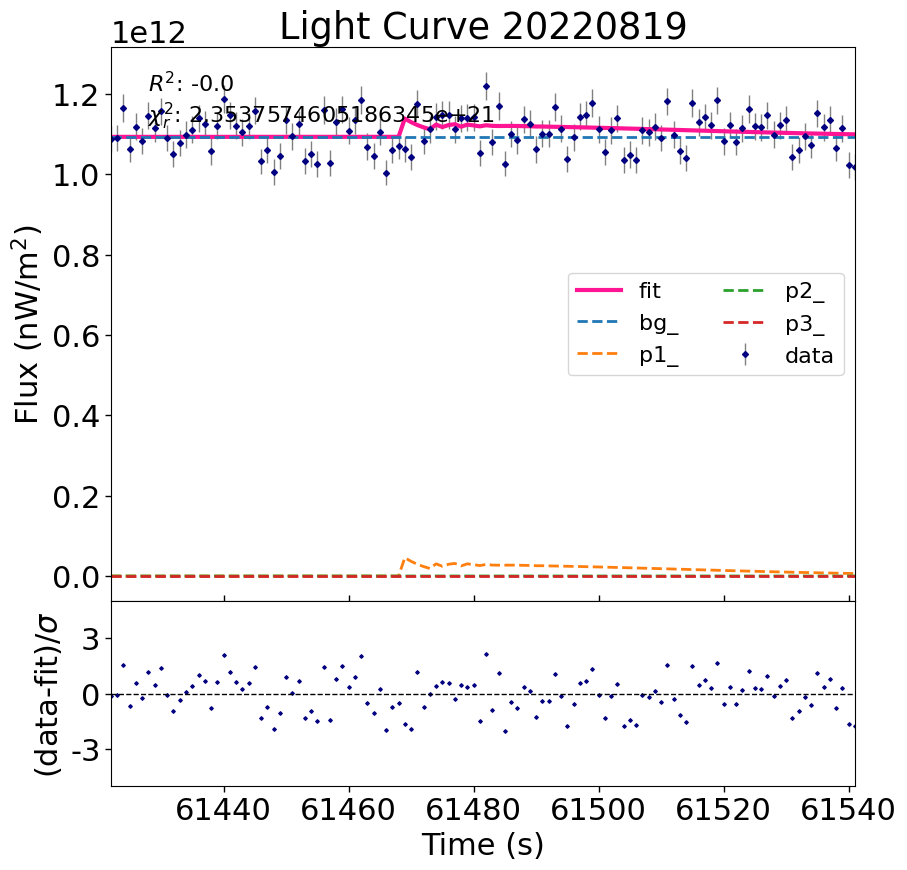 Light Curve 20220819
1e12
R²: -0.0
χ²ᵣ: 2.3537574605186345e+21
1.2
1.0
0.8
0.6
0.4
0.2
0.0
Flux (nW/m²)
fit
bg_
p1_
p2_
p3_
data
3
0
-3
(data-fit)/σ
61440 61460 61480 61500 61520 61540
Time (s)